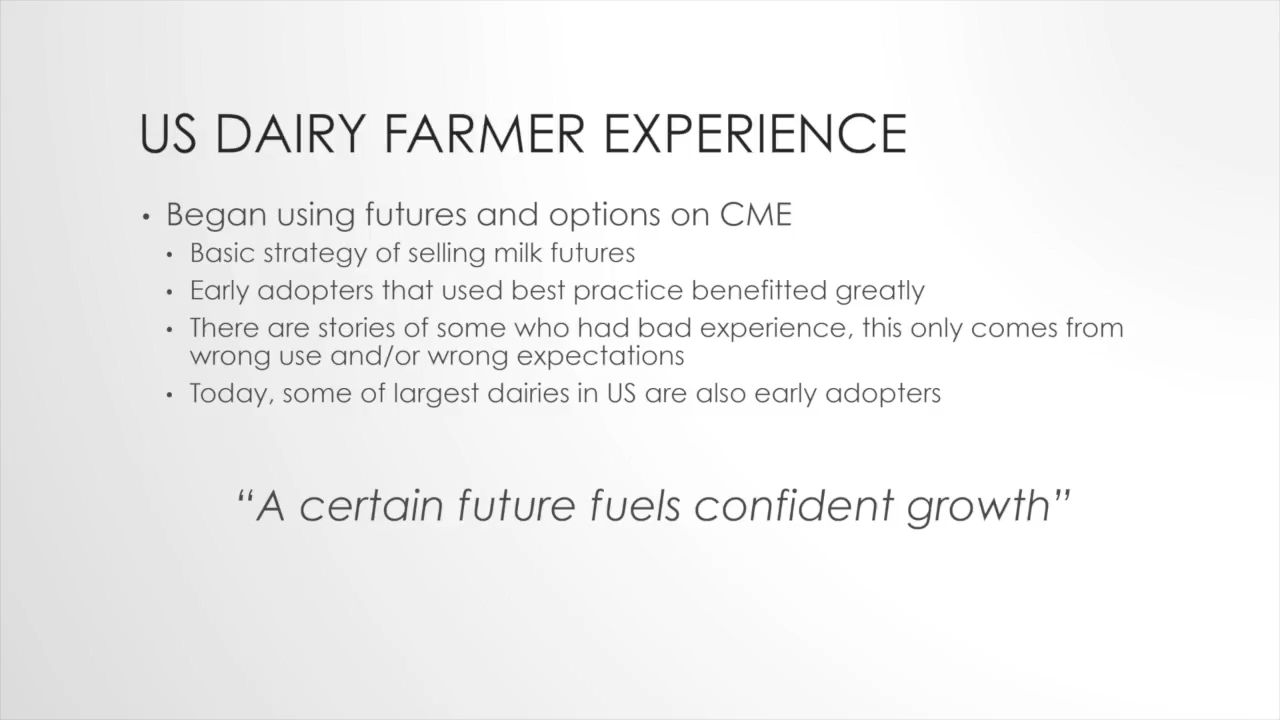 US DAIRY FARMER EXPERIENCE
• Began using futures and options on CME
• Basic strategy of selling milk futures
• Early adopters that used best practice benefitted greatly
• There are stories of some who had bad experience, this only comes from
wrong use and/or wrong expectations
• Today, some of largest dairies in US are also early adopters
“A certain future fuels confident growth”